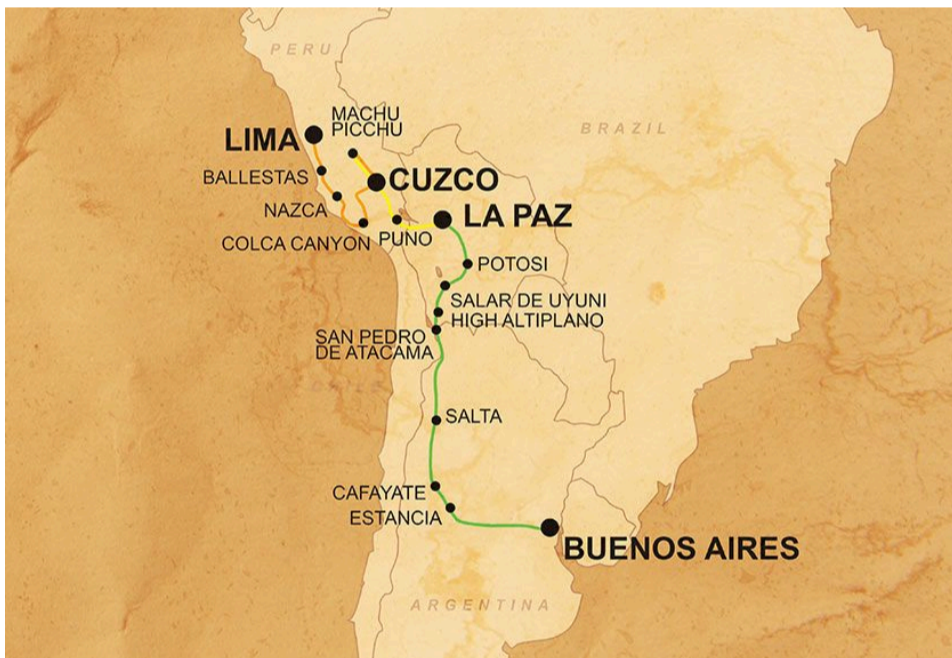 PERU
MACHU
PICCHU
BRAZIL
LIMA
CUZCO
BALLESTAS
NAZCA
LA PAZ
COLCA CANYON
PUNO
POTOSI
SALAR DE UYUNI
HIGH ALTIPLANO
SAN PEDRO
DE ATACAMA
CHILE
SALTA
CAFAYATE
ESTANCIA
BUENOS AIRES
ARGENTINA